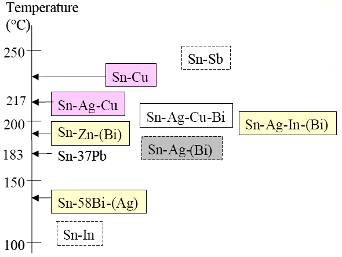 Temperature
(°C)
250
Sn-Sb
Sn-Cu
217
Sn-Ag-Cu
Sn-Ag-Cu-Bi
200
Sn-Ag-In-(Bi)
Sn-Zn-(Bi)
183
Sn-37Pb
Sn-Ag-(Bi)
150
Sn-58Bi-(Ag)
Sn-In
100